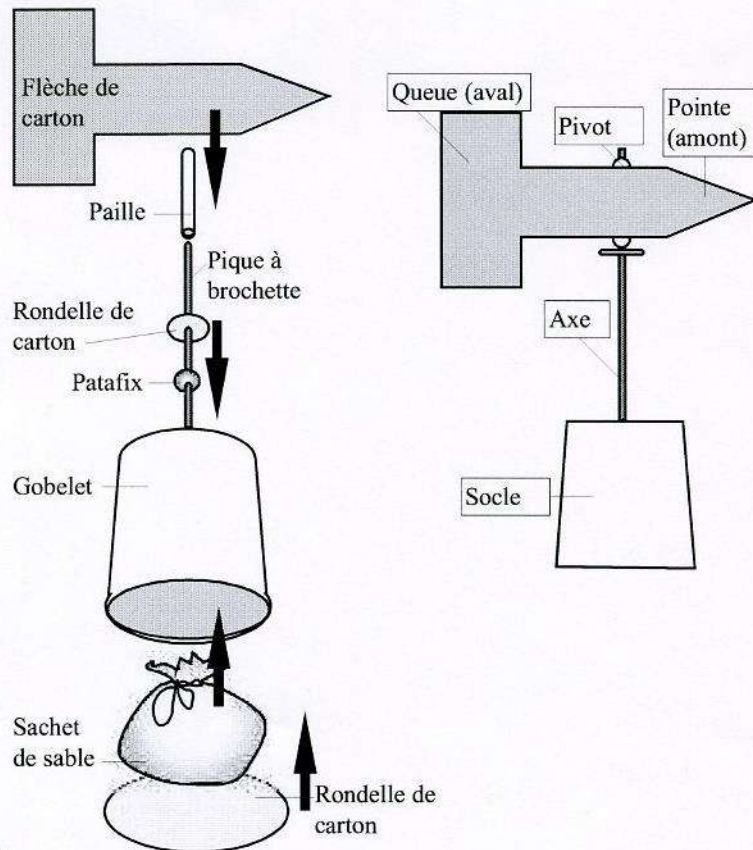 Flèche de
carton
Paille
Pique à
brochette
Rondelle de
carton
Patafix
Gobelet
Sachet
de sable
Rondelle de
carton
Queue (aval)
Pivot
Pointe
(amont)
Axe
Socle